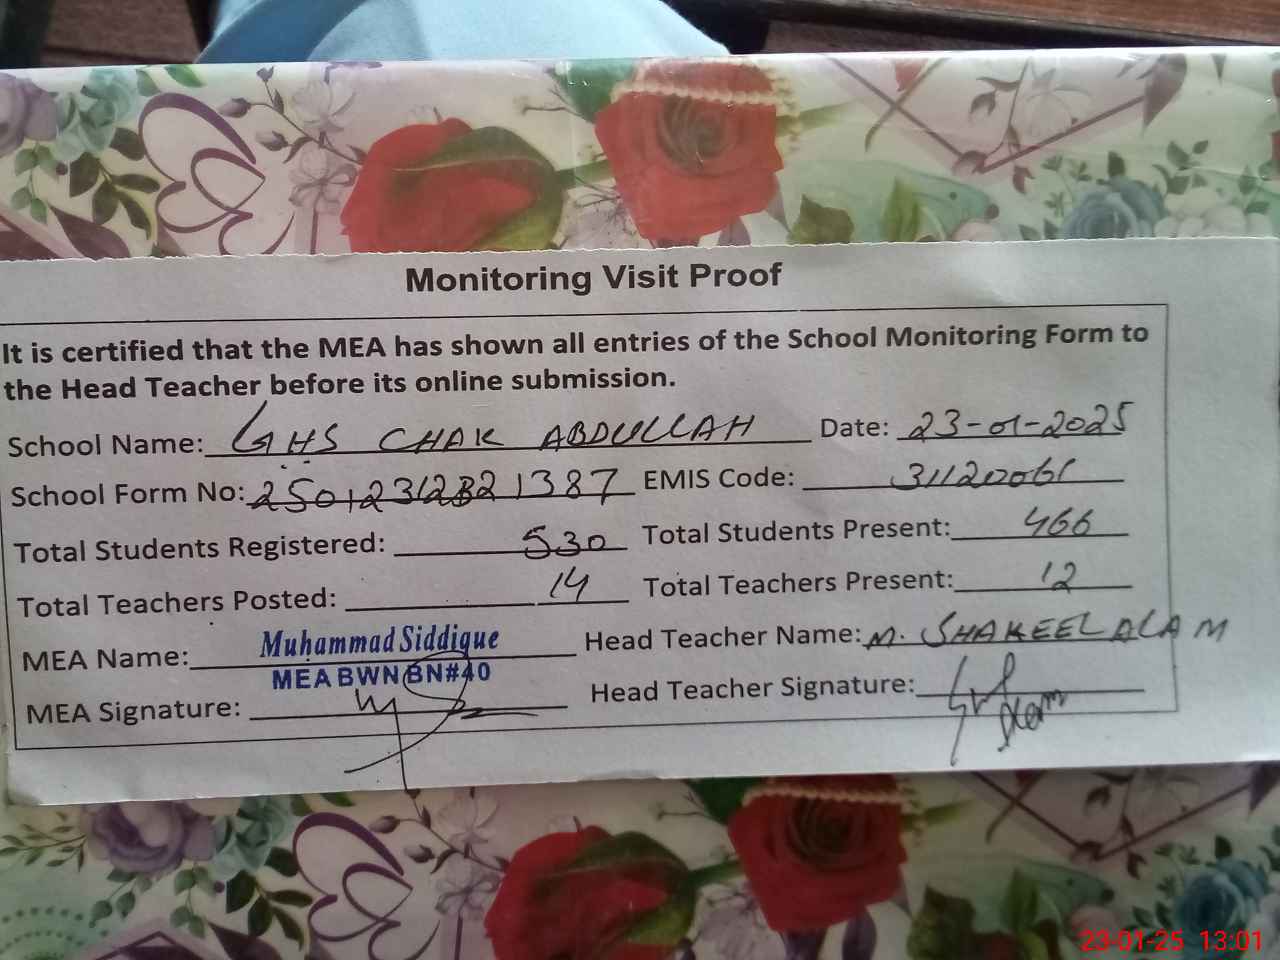 Monitoring Visit Proof
It is certified that the MEA has shown all entries of the School Monitoring Form to
the Head Teacher before its online submission.
School Name: GHS CHAK ABDULLAH Date: 23-01-2025
School Form No: EMIS Code:
Total Students Registered: 530 Total Students Present: 466
Total Teachers Posted: 14 Total Teachers Present: 12
MEA Name: Muhammad Siddique Head Teacher Name: M. SHAKEEL ALAM
MEA BWN BN#40
MEA Signature: Head Teacher Signature:
23-01-25 13:01